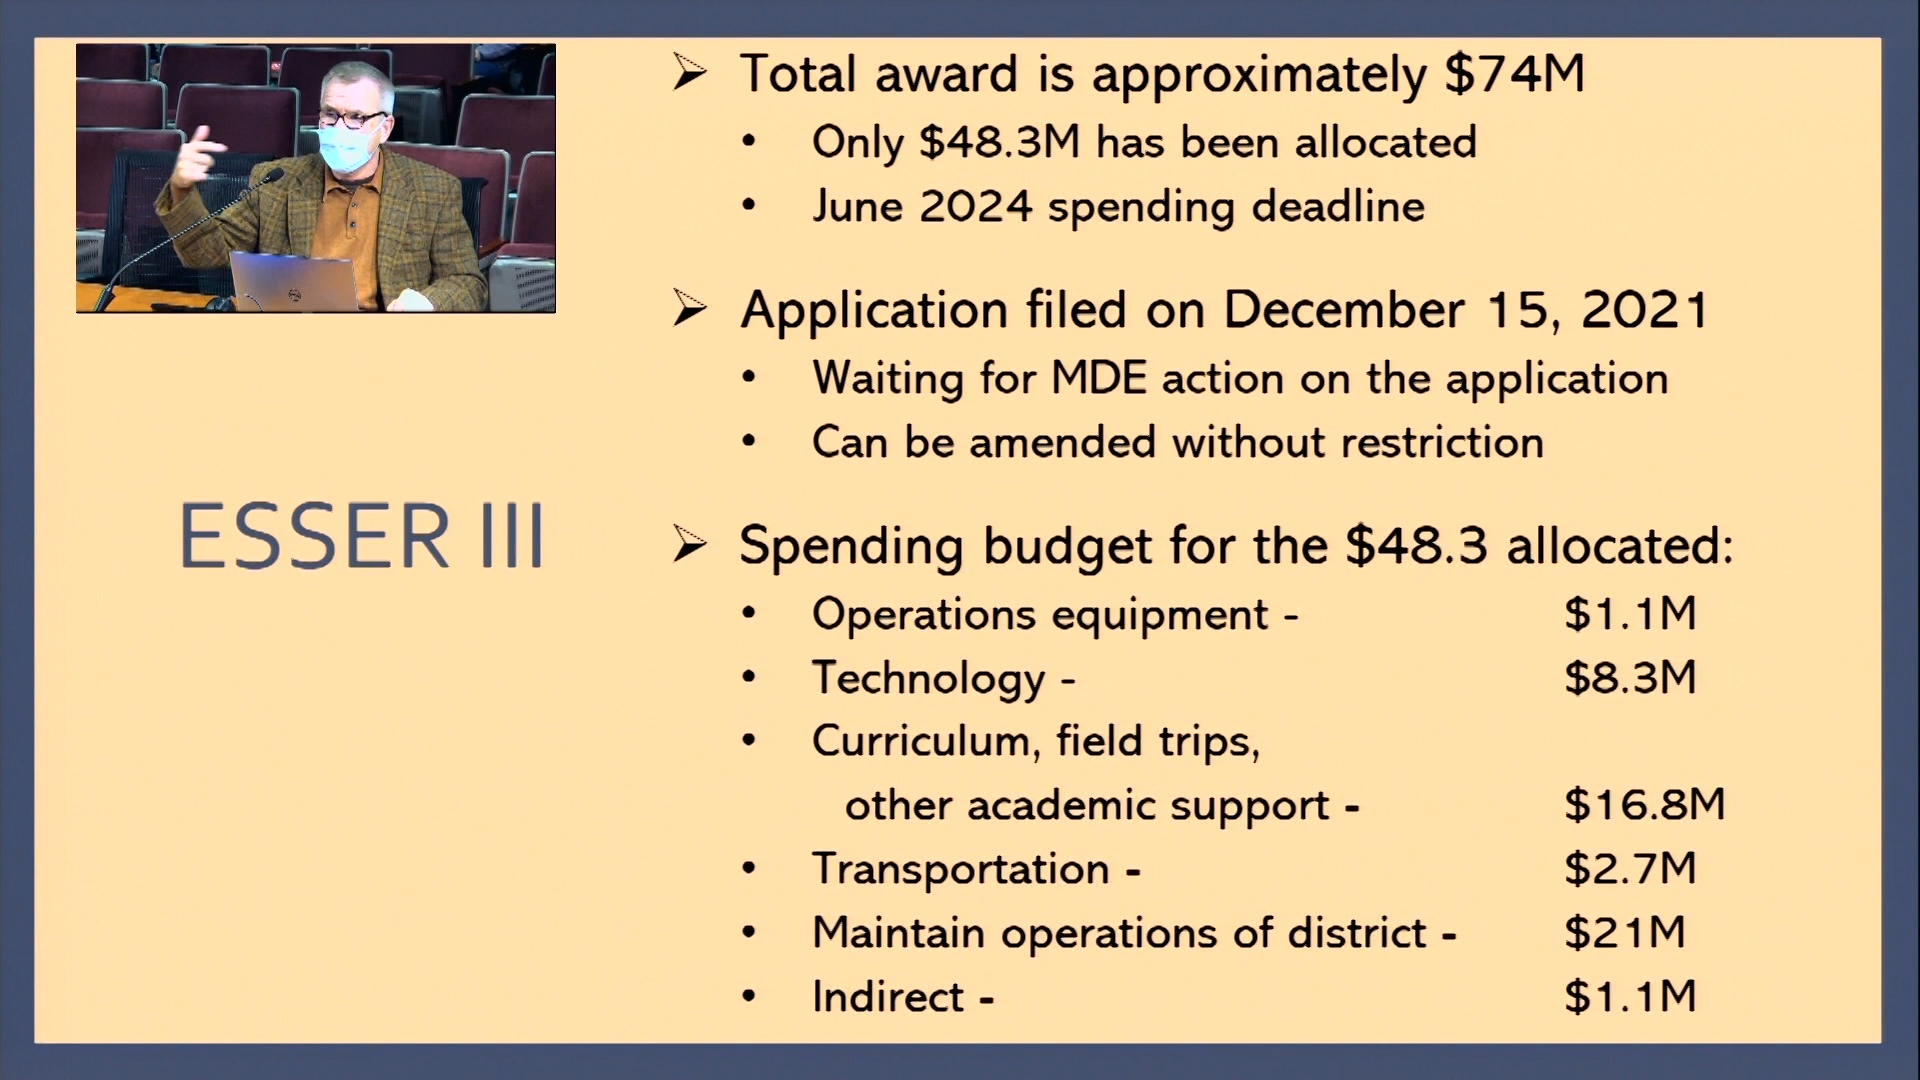 ESSER III
Total award is approximately $74M
Only $48.3M has been allocated
June 2024 spending deadline
Application filed on December 15, 2021
Waiting for MDE action on the application
Can be amended without restriction
Spending budget for the $48.3 allocated:
Operations equipment - $1.1M
Technology - $8.3M
Curriculum, field trips,
other academic support - $16.8M
Transportation - $2.7M
Maintain operations of district - $21M
Indirect - $1.1M